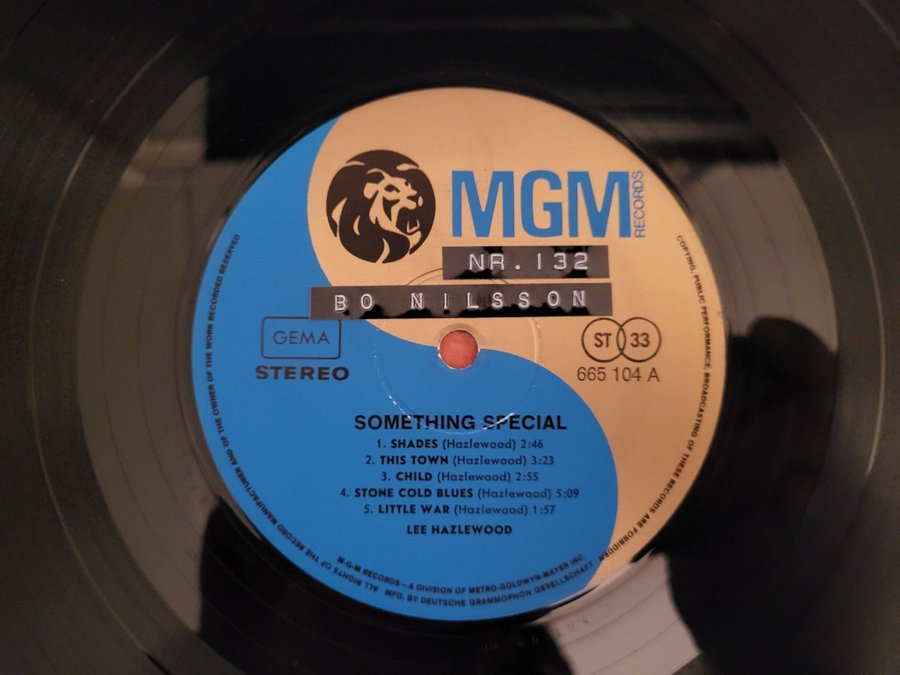 MGM
RECORDS
NR.132
BO NILSSON
GEMA
STEREO
ST 33
665 104 A
SOMETHING SPECIAL
1. SHADES (Hazlewood) 2:46
2. THIS TOWN (Hazlewood) 3:23
3. CHILD (Hazlewood) 2:55
4. STONE COLD BLUES (Hazlewood) 5:09
5. LITTLE WAR (Hazlewood) 1:57
LEE HAZLEWOOD
M-G-M RECORDS – A DIVISION OF METRO-GOLDWYN-MAYER INC.
MFG. BY DEUTSCHE GRAMMOPHON GESELLSCHAFT
ALL RIGHTS OF THE RECORD MANUFACTURER AND OF THE OWNER OF THE WORK RECORDED RESERVED
COPYING, PUBLIC PERFORMANCE, BROADCASTING OF THESE RECORDS ARE FORBIDDEN